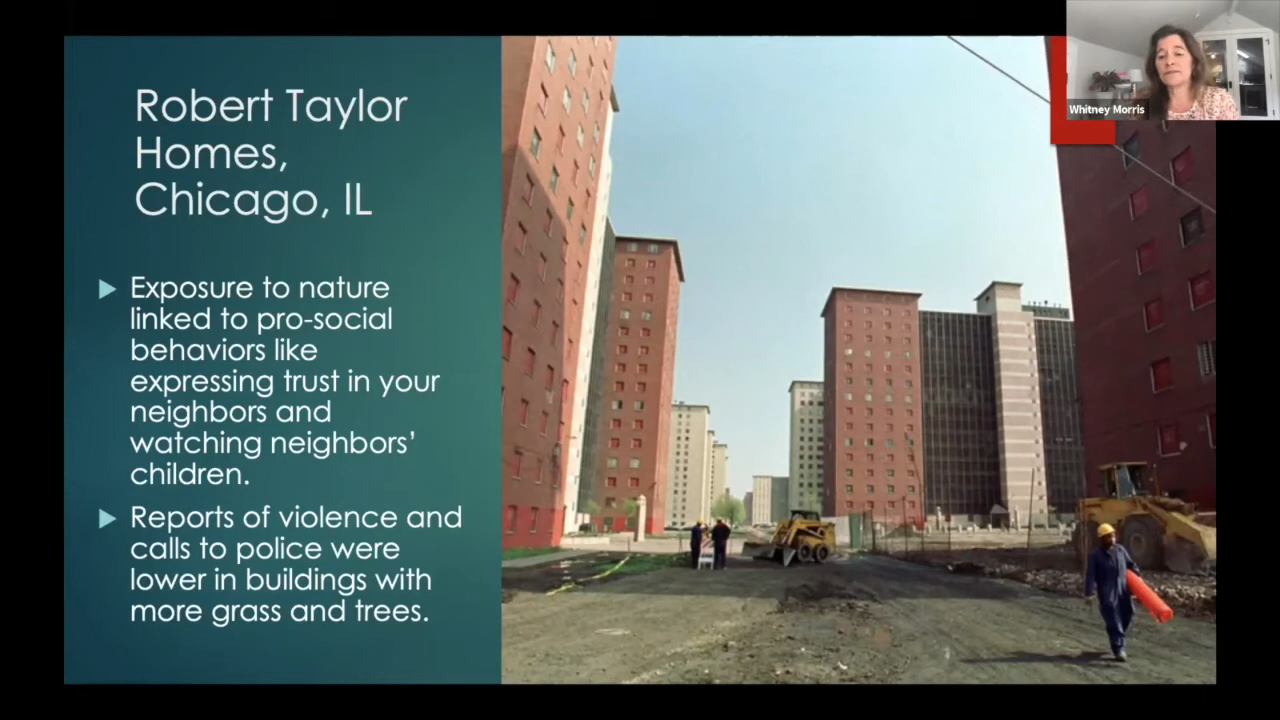 Robert Taylor
Homes,
Chicago, IL
Exposure to nature
linked to pro-social
behaviors like
expressing trust in your
neighbors and
watching neighbors'
children.
Reports of violence and
calls to police were
lower in buildings with
more grass and trees.
Whitney Morris